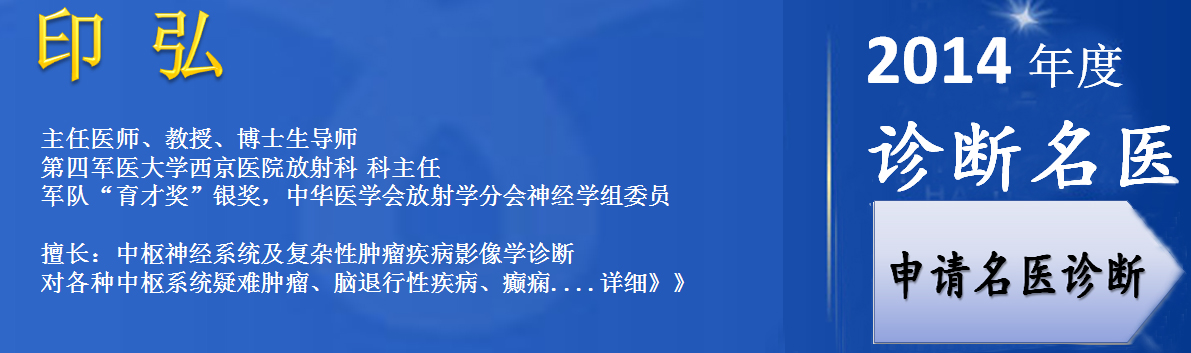 印 弘
主任医师、教授、博士生导师
第四军医大学西京医院放射科 科主任
军队“育才奖”银奖，中华医学会放射学分会神经学组委员
擅长：中枢神经系统及复杂性肿瘤疾病影像学诊断
对各种中枢系统疑难肿瘤、脑退行性疾病、癫痫....详细》》
2014 年度
诊断名医
申请名医诊断